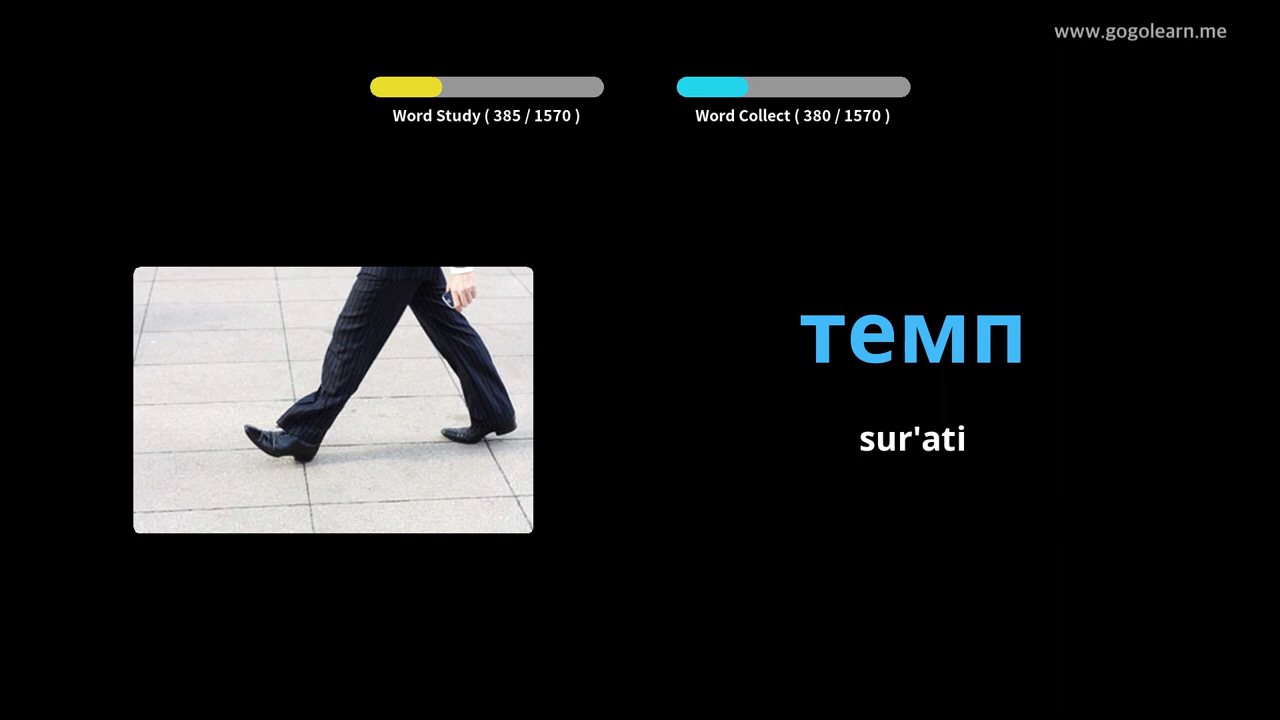 www.gogolearn.me
Word Study ( 385 / 1570 )
Word Collect ( 380 / 1570 )
темп
sur'ati